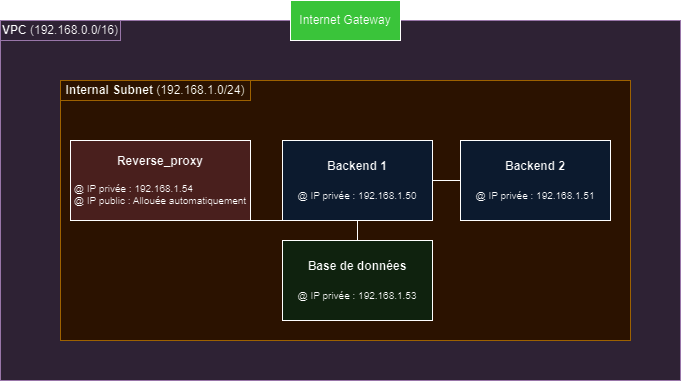 Internet Gateway
VPC (192.168.0.0/16)
Internal Subnet (192.168.1.0/24)
Reverse_proxy
@ IP privée : 192.168.1.54
@ IP public : Allouée automatiquement
Backend 1
@ IP privée : 192.168.1.50
Backend 2
@ IP privée : 192.168.1.51
Base de données
@ IP privée : 192.168.1.53